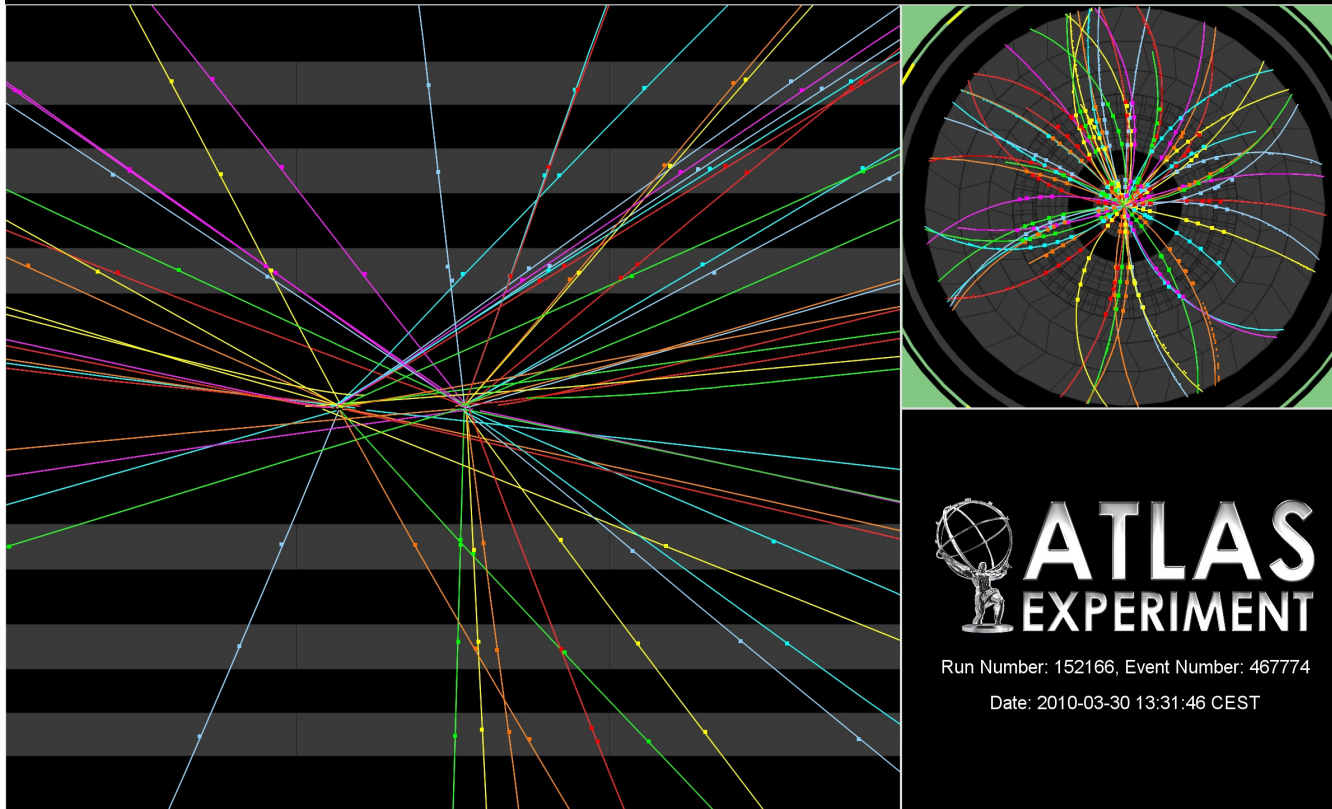 ATLAS
EXPERIMENT
Run Number: 152166, Event Number: 467774
Date: 2010-03-30 13:31:46 CEST